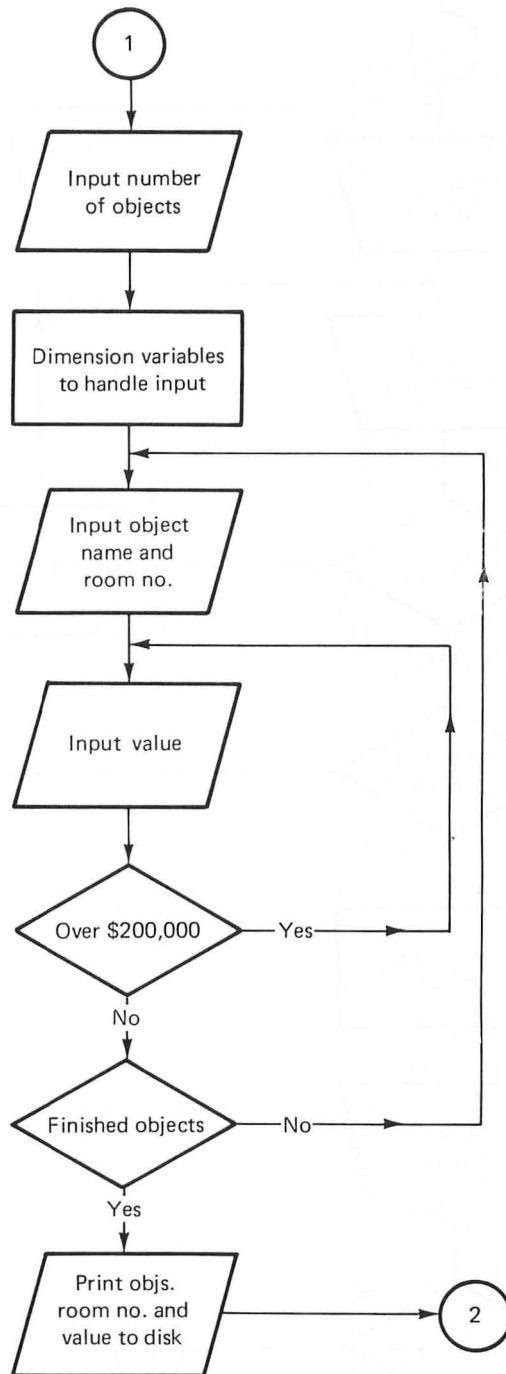 1
Input number
of objects
Dimension variables
to handle input
Input object
name and
room no.
Input value
Over $200,000
Yes
No
Finished objects
No
Yes
Print objs.
room no. and
value to disk
2